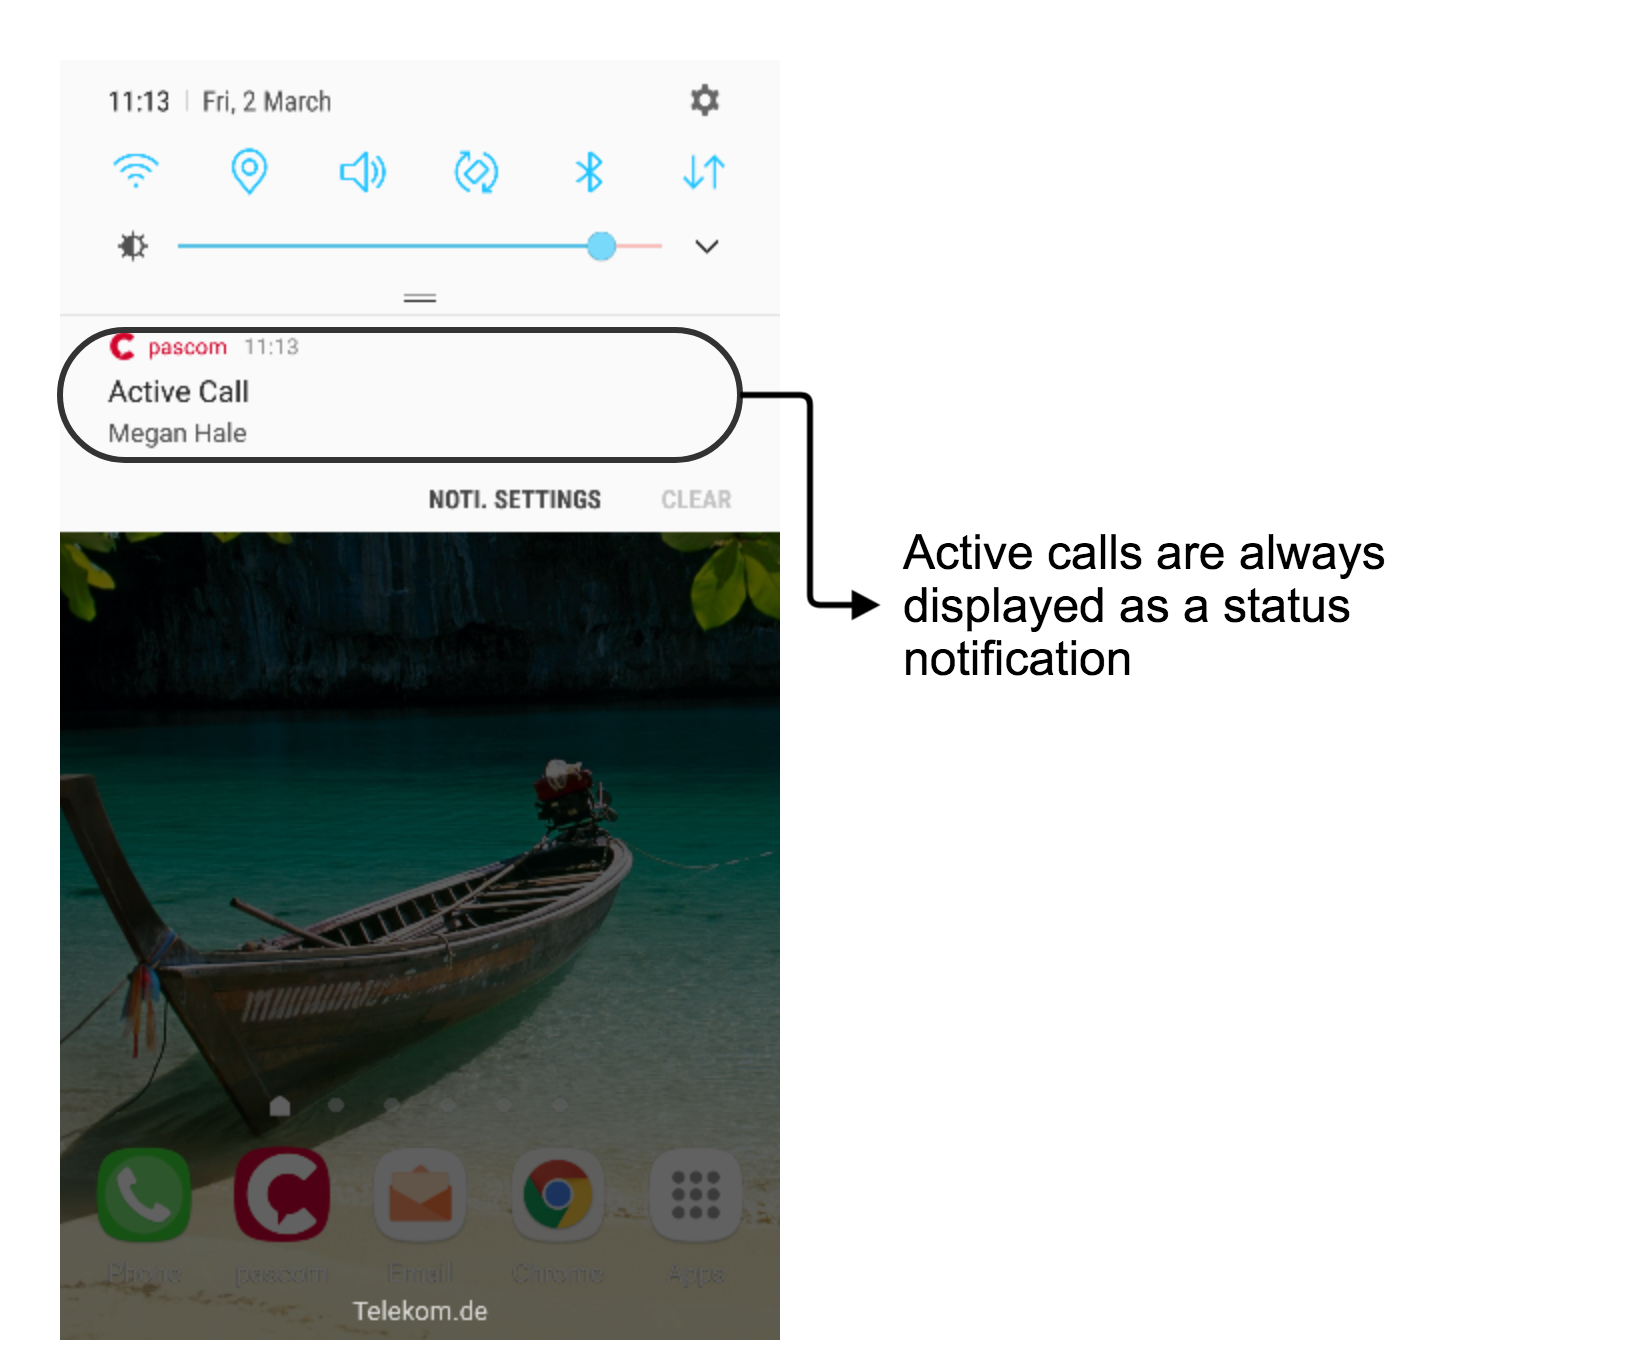 11:13 Fri, 2 March
pascom 11:13
Active Call
Megan Hale
NOTI. SETTINGS CLEAR
Active calls are always
displayed as a status
notification
Phone pascom Email Chrome Apps
Telekom.de